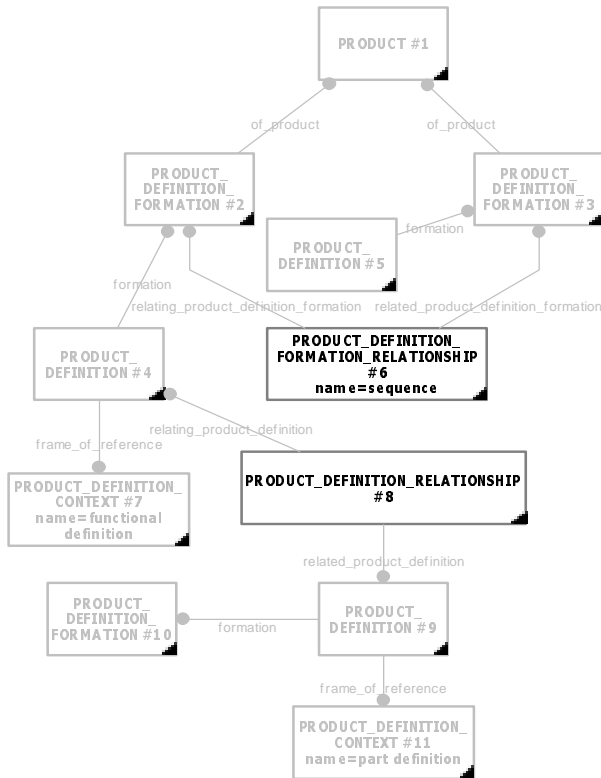 PRODUCT #1
of_product
of_product
PRODUCT_
DEFINITION_
FORMATION #2
PRODUCT_
DEFINITION_
FORMATION #3
PRODUCT_
DEFINITION #5
formation
formation
relating_product_definition_formation
related_product_definition_formation
PRODUCT_
DEFINITION #4
PRODUCT_DEFINITION_
FORMATION_RELATIONSHIP
#6
name=sequence
relating_product_definition
frame_of_reference
PRODUCT_DEFINITION_
CONTEXT #7
name=functional
definition
PRODUCT_DEFINITION_RELATIONSHIP
#8
related_product_definition
PRODUCT_
DEFINITION_
FORMATION #10
formation
PRODUCT_
DEFINITION #9
frame_of_reference
PRODUCT_DEFINITION_
CONTEXT #11
name=part definition